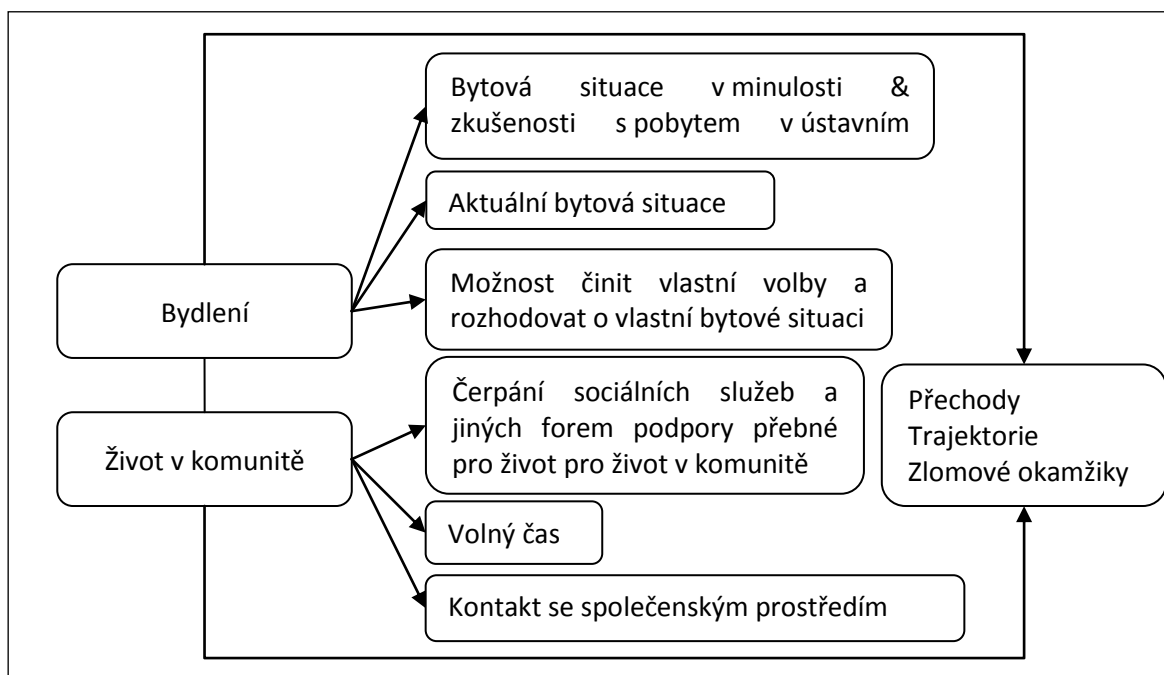 Bytová situace v minulosti &
zkušenosti s pobytem v ústavním
Aktuální bytová situace
Bydlení
Možnost činit vlastní volby a
rozhodovat o vlastní bytové situaci
Život v komunitě
Čerpání sociálních služeb a
jiných forem podpory přebné
pro život pro život v komunitě
Volný čas
Kontakt se společenským prostředím
Přechody
Trajektorie
Zlomové okamžiky